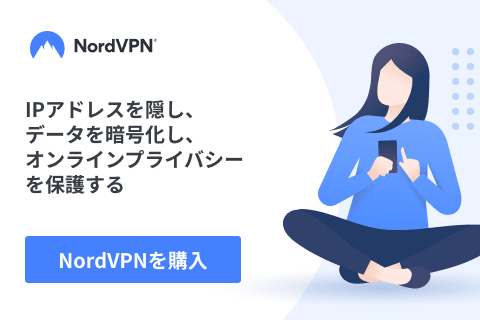 NordVPN®
IPアドレスを隠し、
データを暗号化し、
オンラインプライバシー
を保護する
NordVPNを購入